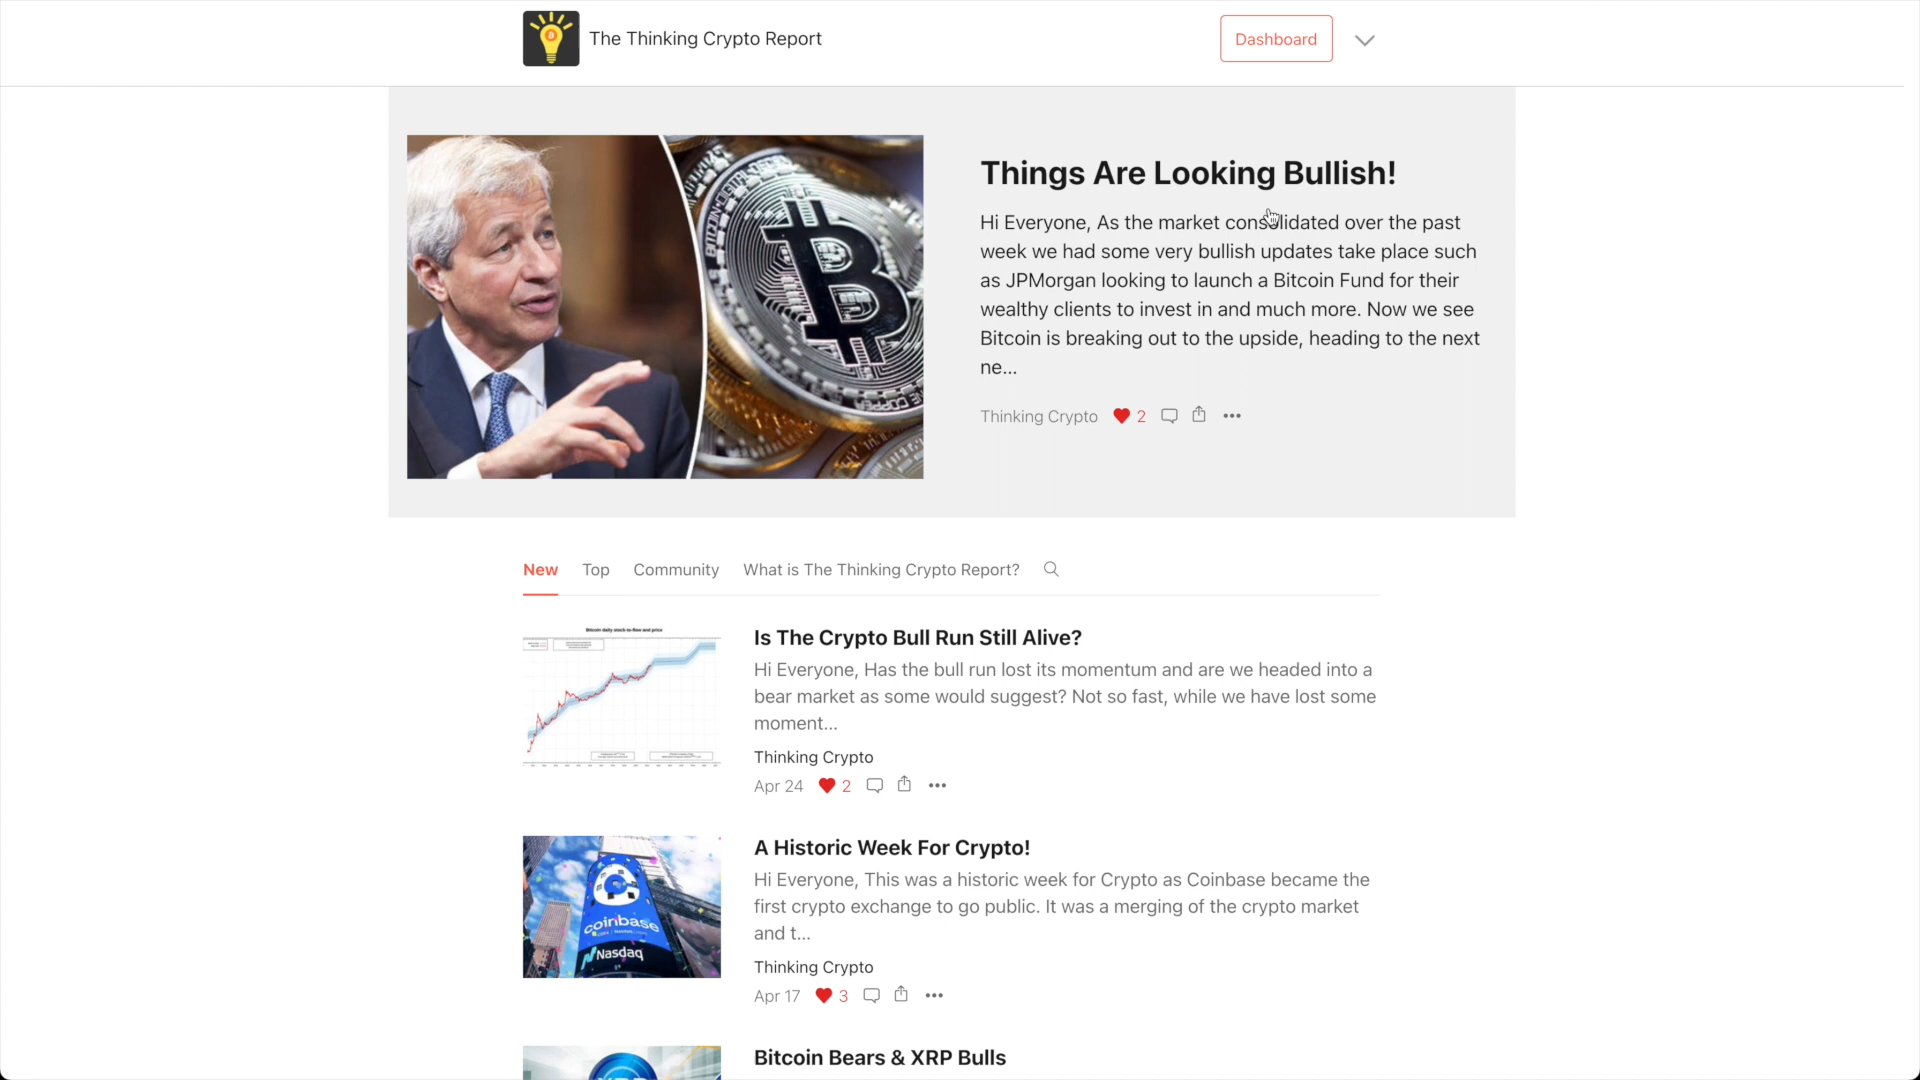 The Thinking Crypto Report
Dashboard
Things Are Looking Bullish!
Hi Everyone, As the market consolidated over the past
week we had some very bullish updates take place such
as JPMorgan looking to launch a Bitcoin Fund for their
wealthy clients to invest in and much more. Now we see
Bitcoin is breaking out to the upside, heading to the next
ne...
Thinking Crypto 2
New Top Community What is The Thinking Crypto Report?
Bitcoin daily stock-to-flow and price
Is The Crypto Bull Run Still Alive?
Hi Everyone, Has the bull run lost its momentum and are we headed into a
bear market as some would suggest? Not so fast, while we have lost some
moment...
Thinking Crypto
Apr 24 2
coinbase
Nasdaq
A Historic Week For Crypto!
Hi Everyone, This was a historic week for Crypto as Coinbase became the
first crypto exchange to go public. It was a merging of the crypto market
and t...
Thinking Crypto
Apr 17 3
Bitcoin Bears & XRP Bulls